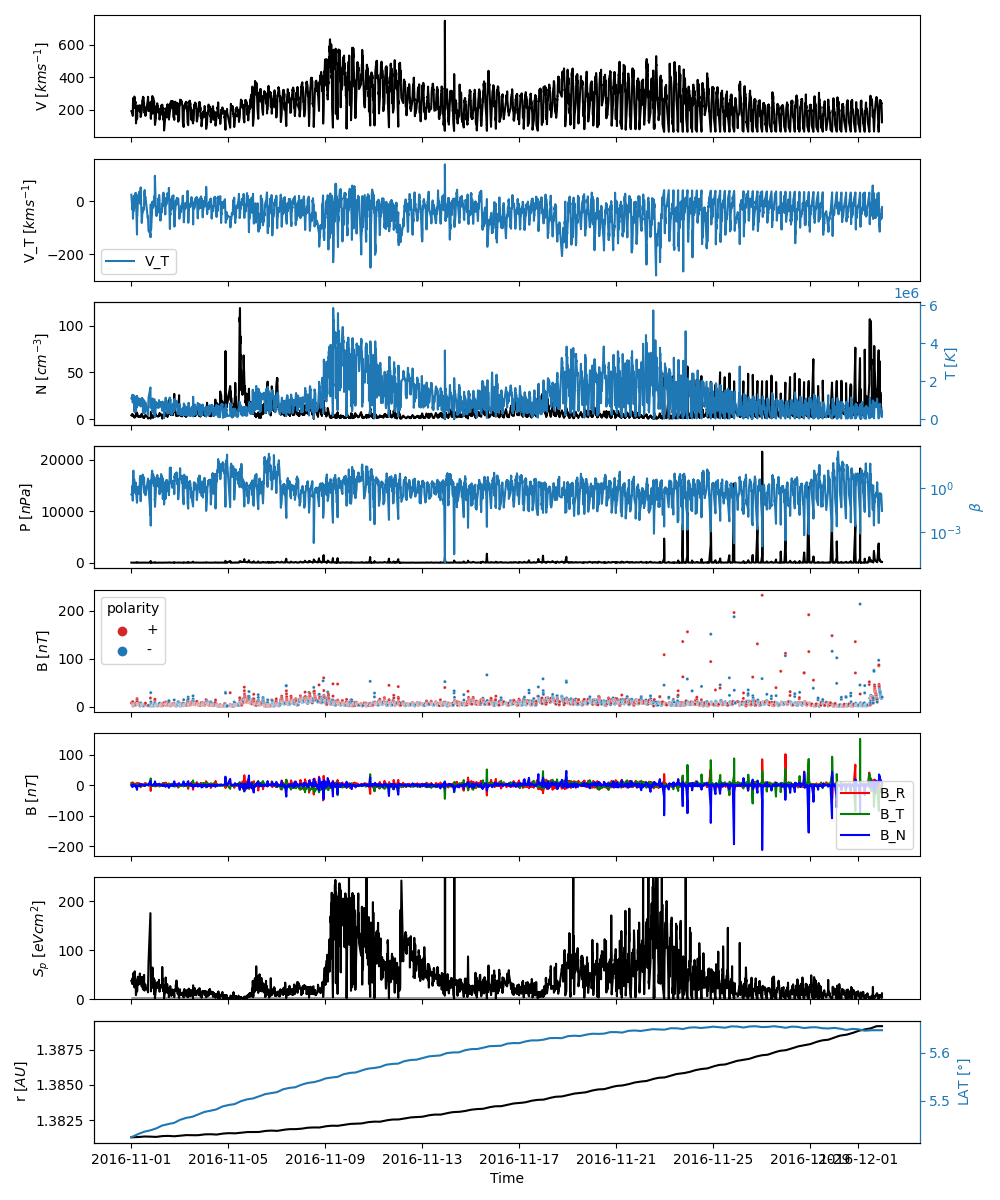 V [kms⁻¹]
600
400
200
V_T [kms⁻¹]
0
−200
V_T
N [cm⁻³]
100
50
0
1e6
6
4
2
0
T [K]
P [nPa]
20000
10000
0
10⁰
10⁻³
β
B [nT]
200
100
0
polarity
+
-
B [nT]
100
0
−100
−200
B_R
B_T
B_N
Sₚ [eVcm²]
200
100
0
r [AU]
1.3875
1.3850
1.3825
5.6
5.5
LAT [°]
2016-11-01 2016-11-05 2016-11-09 2016-11-13 2016-11-17 2016-11-21 2016-11-25 2016-11-29 2016-12-01
Time